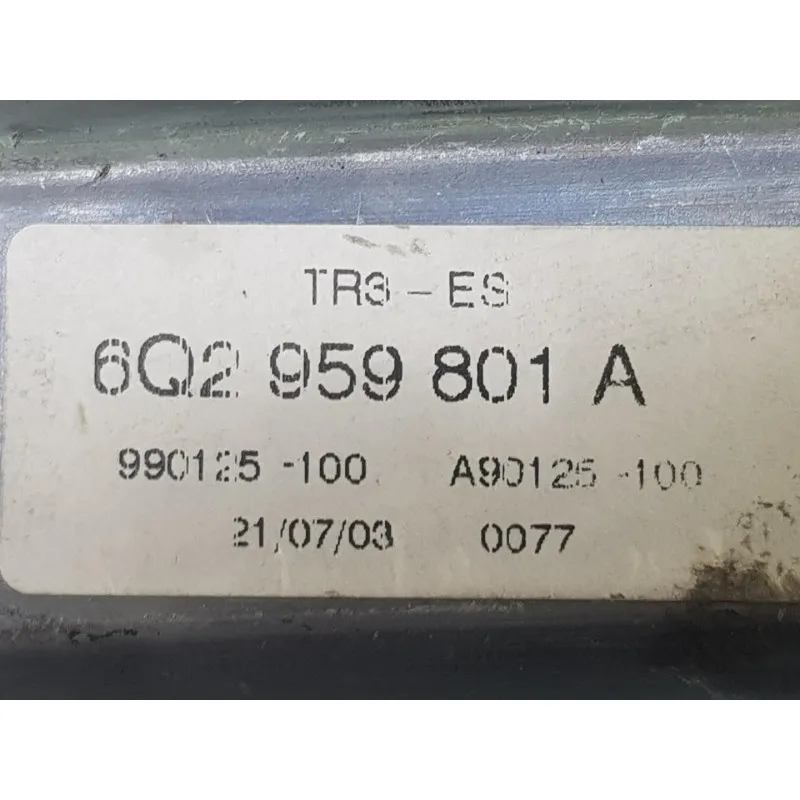 TR3 - ES
6Q2 959 801 A
990125 -100 A90125 -100
21/07/03 0077